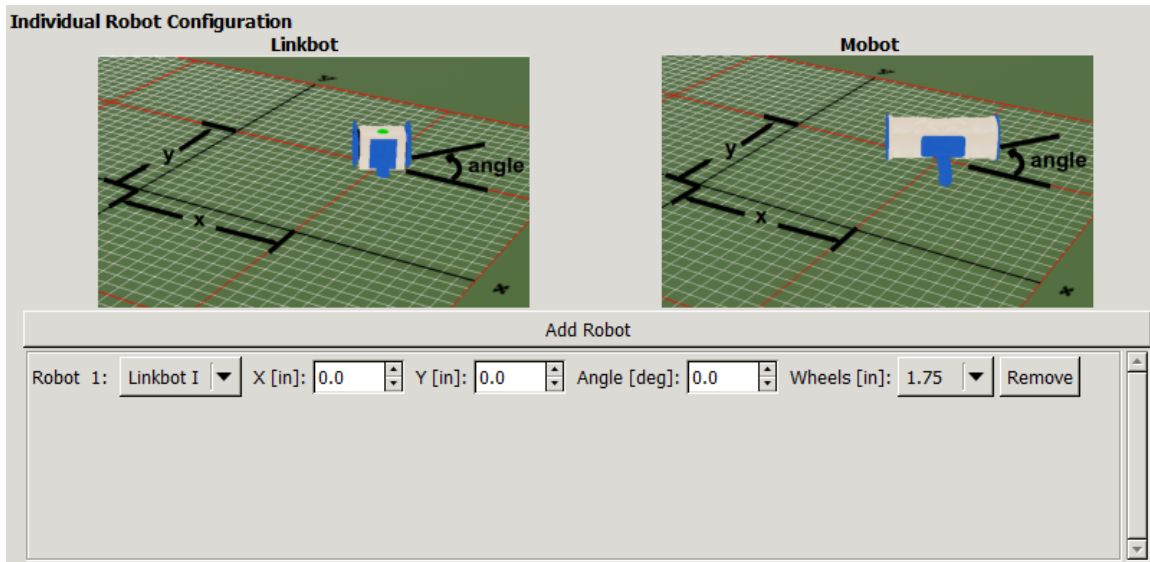 Individual Robot Configuration
Linkbot
Mobot
y
y
y
angle
x
x
y
y
angle
x
x
Add Robot
Robot 1: Linkbot I X [in]: 0.0 Y [in]: 0.0 Angle [deg]: 0.0 Wheels [in]: 1.75 Remove